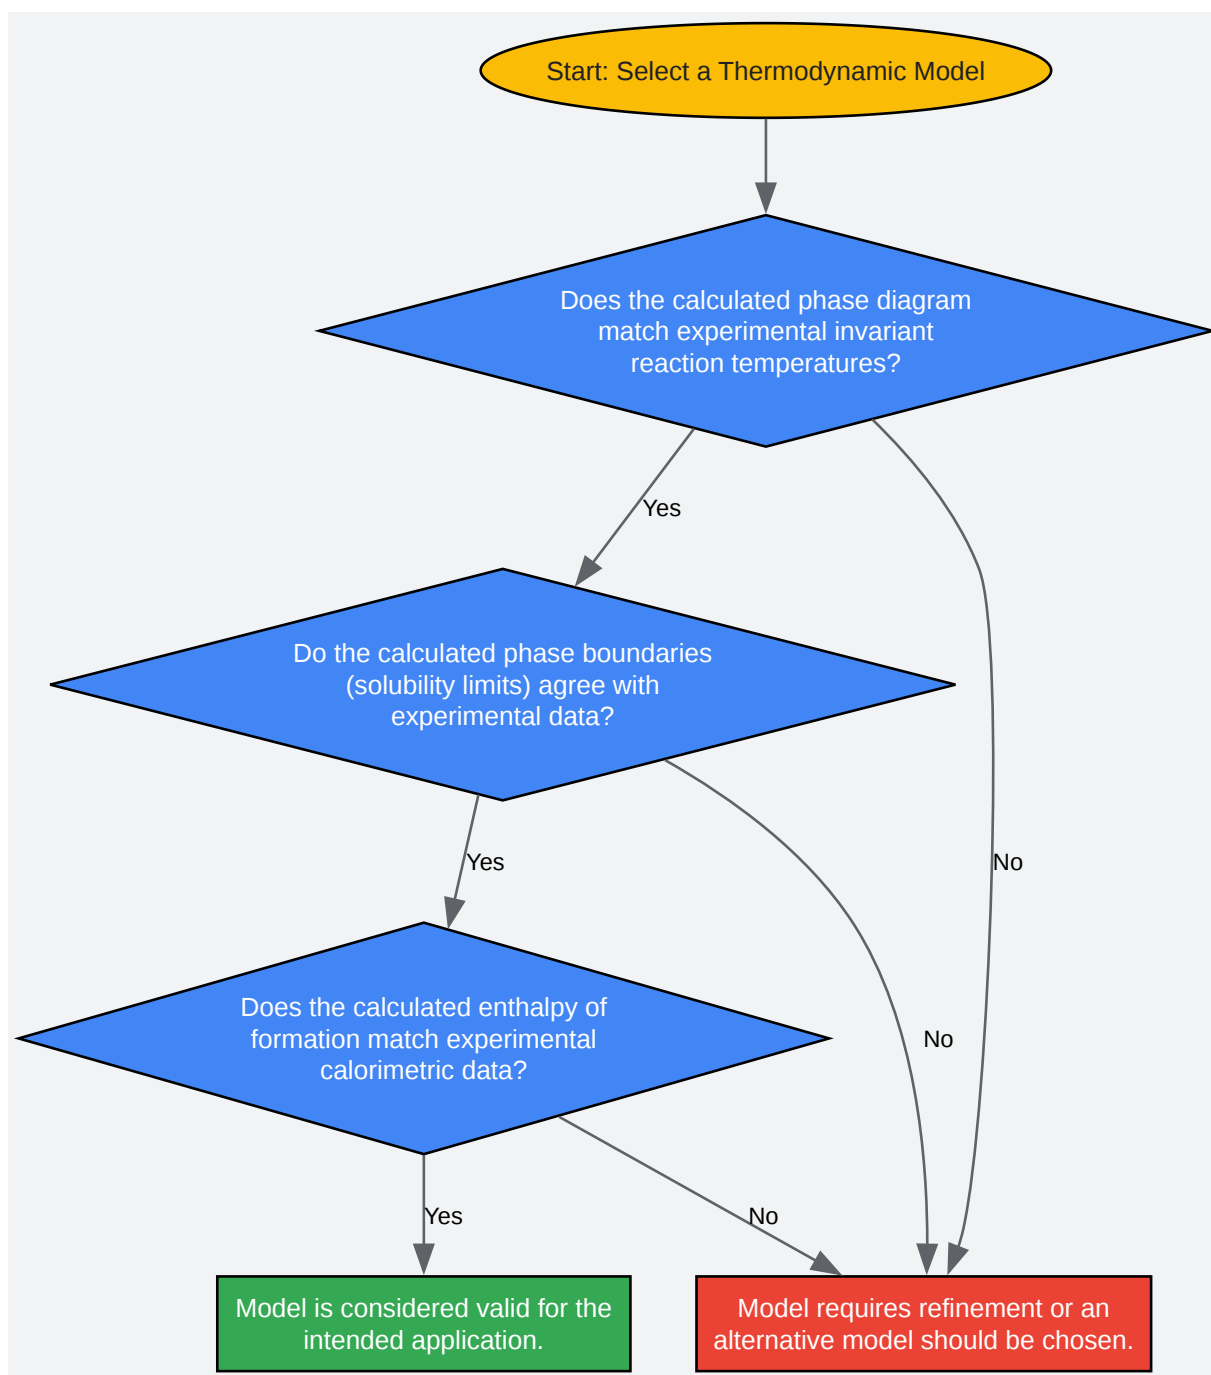 Start: Select a Thermodynamic Model
Does the calculated phase diagram
match experimental invariant
reaction temperatures?
Yes
Do the calculated phase boundaries
(solubility limits) agree with
experimental data?
Yes
No
Does the calculated enthalpy of
formation match experimental
calorimetric data?
No
Yes
No
Model is considered valid for the
intended application.
Model requires refinement or an
alternative model should be chosen.